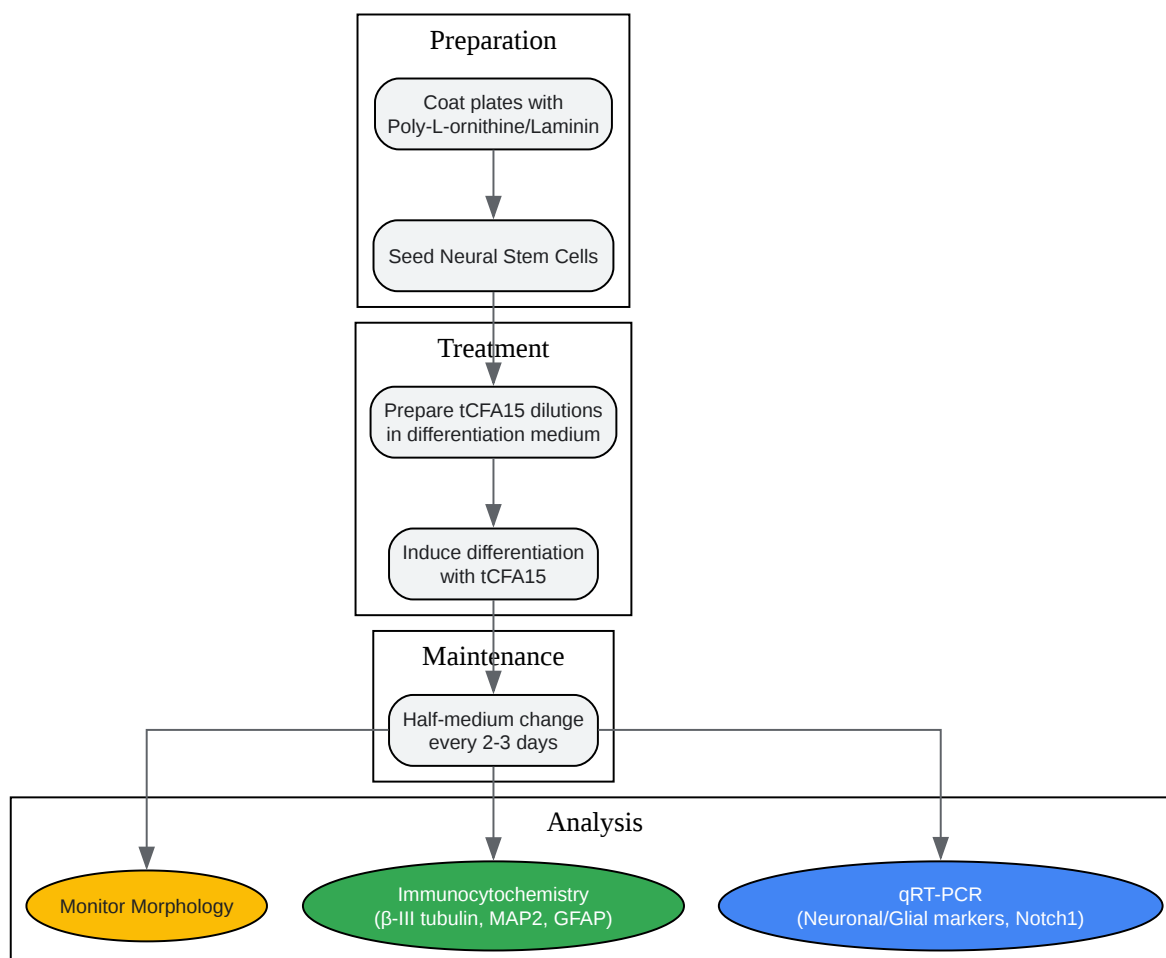 Preparation
Coat plates with
Poly-L-ornithine/Laminin
Seed Neural Stem Cells
Treatment
Prepare tCFA15 dilutions
in differentiation medium
Induce differentiation
with tCFA15
Maintenance
Half-medium change
every 2-3 days
Analysis
Monitor Morphology
Immunocytochemistry
(β-III tubulin, MAP2, GFAP)
qRT-PCR
(Neuronal/Glial markers, Notch1)